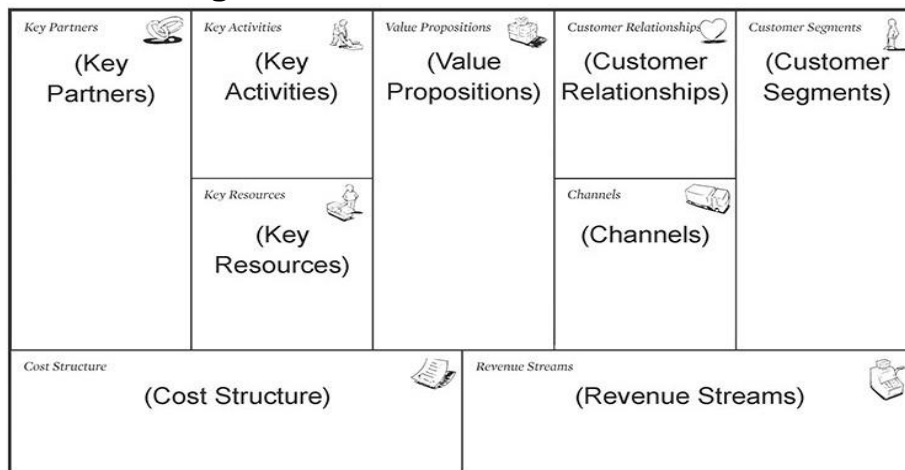 Key Partners
(Key
Partners)
Key Activities
(Key
Activities)
Key Resources
(Key
Resources)
Value Propositions
(Value
Propositions)
Customer Relationships
(Customer
Relationships)
Channels
(Channels)
Customer Segments
(Customer
Segments)
Cost Structure
(Cost Structure)
Revenue Streams
(Revenue Streams)